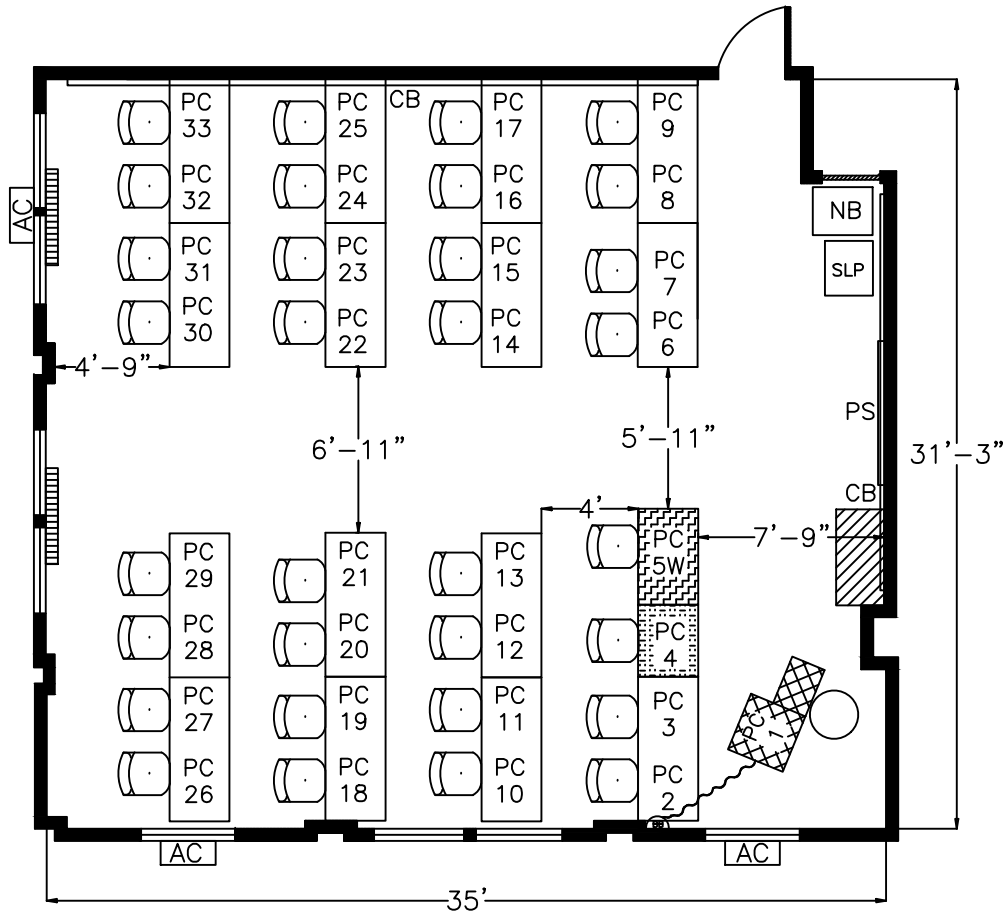 PC
33
PC
25
CB
PC
17
PC
9
PC
32
PC
24
PC
16
PC
8
AC
NB
PC
31
PC
23
PC
15
PC
7
SLP
PC
30
PC
22
PC
14
PC
6
4'-9"
6'-11"
5'-11"
PS
31'-3"
CB
4'
7'-9"
PC
29
PC
21
PC
13
PC
5W
PC
28
PC
20
PC
12
PC
4
PC
27
PC
19
PC
11
PC
3
PC
1
PC
26
PC
18
PC
10
PC
2
AC
AC
35'